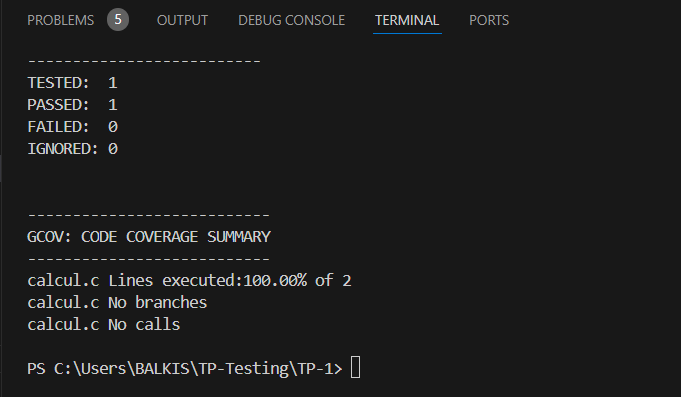 PROBLEMS 5 OUTPUT DEBUG CONSOLE TERMINAL PORTS
--------------------------
TESTED:  1
PASSED:  1
FAILED:  0
IGNORED: 0
---------------------------
GCOV: CODE COVERAGE SUMMARY
---------------------------
calcul.c Lines executed:100.00% of 2
calcul.c No branches
calcul.c No calls
PS C:\Users\BALKIS\TP-Testing\TP-1>